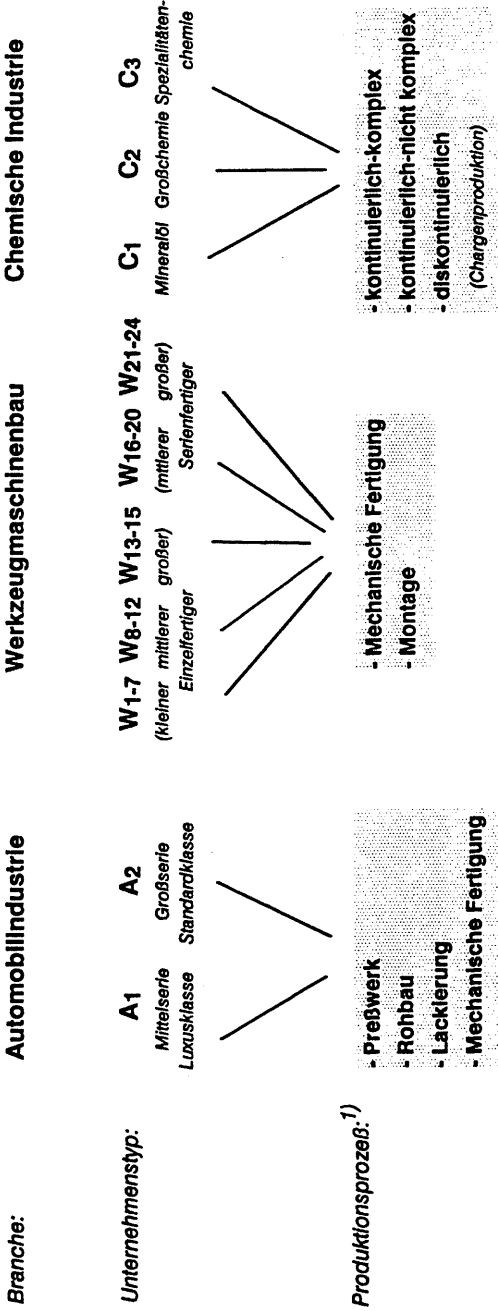 Branche:
Automobilindustrie
Werkzeugmaschinenbau
Chemische Industrie
Unternehmenstyp:
A1 A2
Mittelserie Großserie
Luxusklasse Standardklasse
W1-7 W8-12 W13-15 W16-20 W21-24
(kleiner mittlerer großer) (mittlerer großer)
Einzelfertiger Serienfertiger
C1 C2 C3
Mineralöl Großchemie Spezialitäten-
chemie
Produktionsprozeß:1)
- Preßwerk
- Rohbau
- Lackierung
- Mechanische Fertigung
- Mechanische Fertigung
- Montage
- kontinuierlich-komplex
- kontinuierlich-nicht komplex
- diskontinuierlich
(Chargenproduktion)